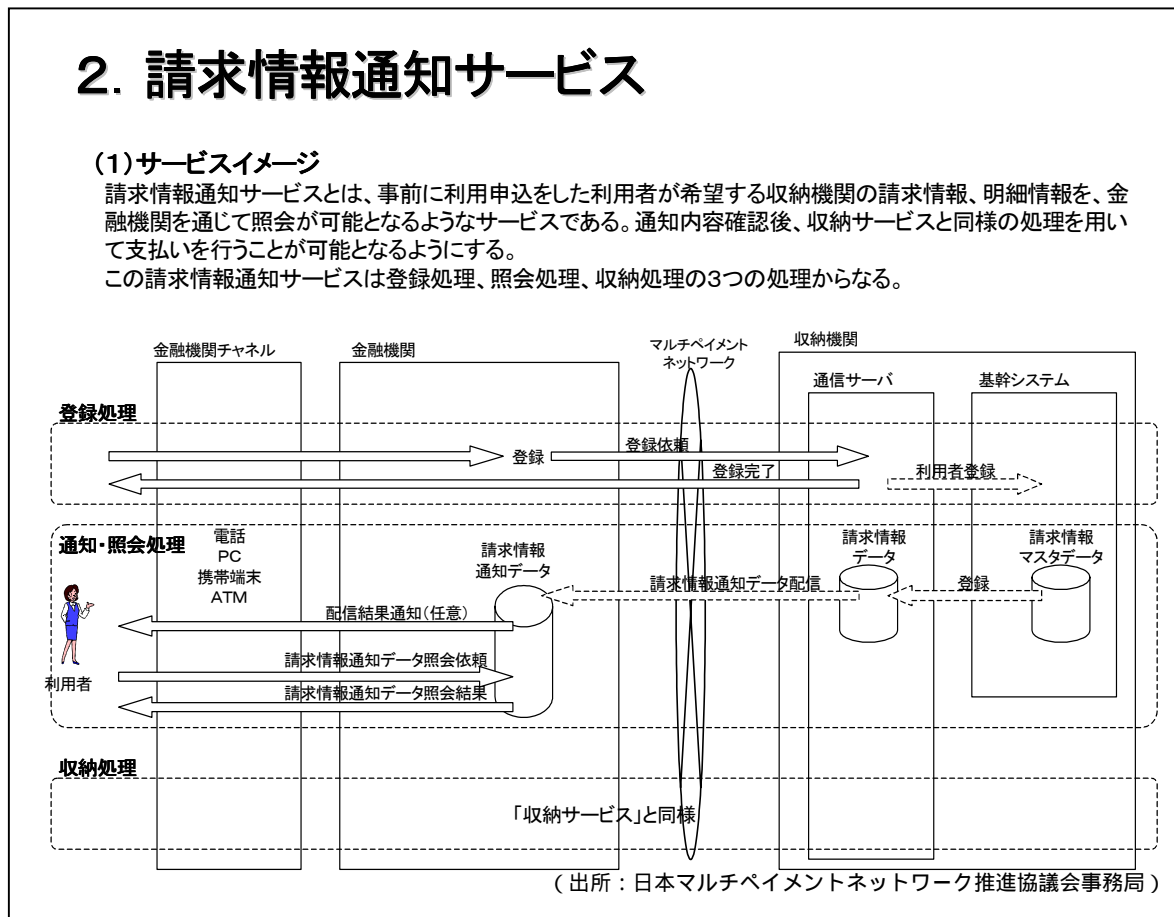 ２．請求情報通知サービス
（１）サービスイメージ
請求情報通知サービスとは、事前に利用申込をした利用者が希望する収納機関の請求情報、明細情報を、金
融機関を通じて照会が可能となるようなサービスである。通知内容確認後、収納サービスと同様の処理を用い
て支払いを行うことが可能となるようにする。
この請求情報通知サービスは登録処理、照会処理、収納処理の３つの処理からなる。
金融機関チャネル
金融機関
マルチペイメント
ネットワーク
収納機関
通信サーバ
基幹システム
登録処理
登録
登録依頼
登録完了
利用者登録
通知・照会処理
電話
PC
携帯端末
ATM
請求情報
通知データ
請求情報
データ
請求情報
マスタデータ
請求情報通知データ配信
登録
配信結果通知（任意）
請求情報通知データ照会依頼
請求情報通知データ照会結果
利用者
収納処理
「収納サービス」と同様
（出所：日本マルチペイメントネットワーク推進協議会事務局）